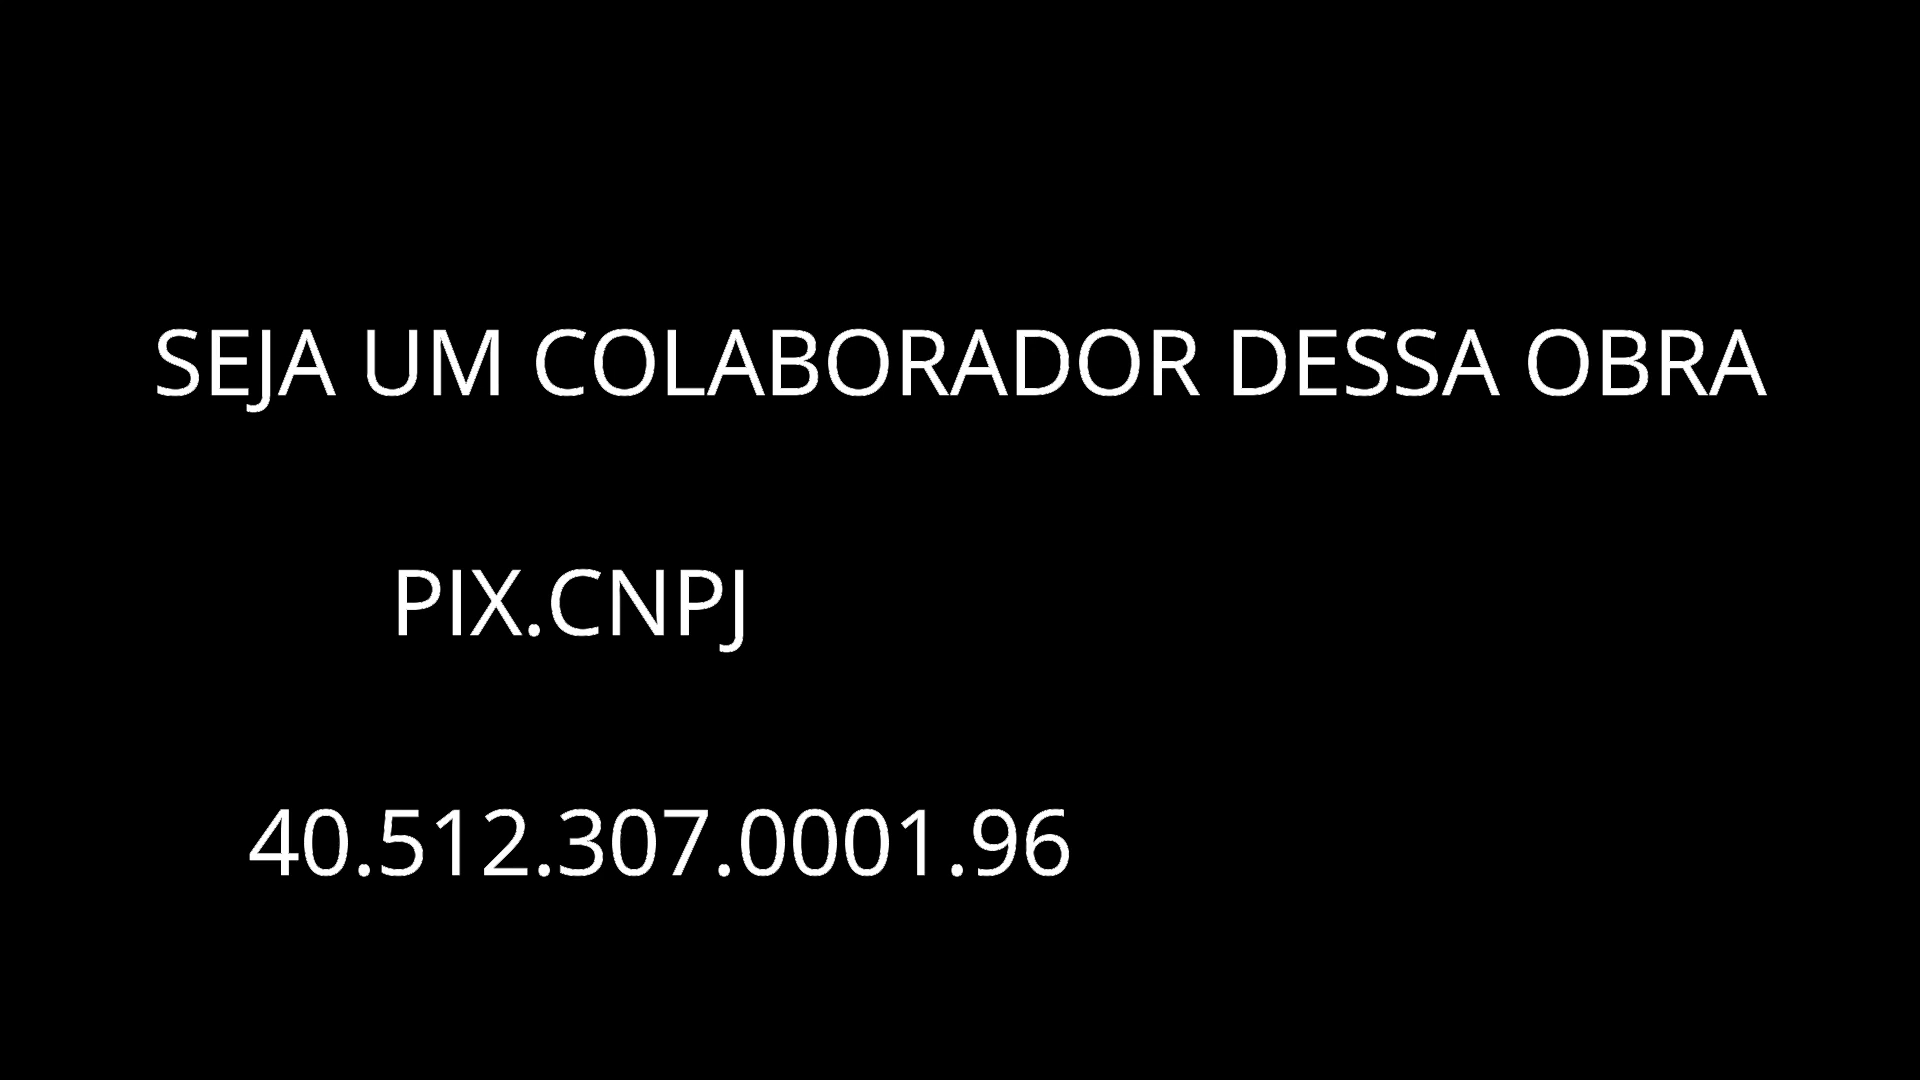 SEJA UM COLABORADOR DESSA OBRA
PIX.CNPJ
40.512.307.0001.96